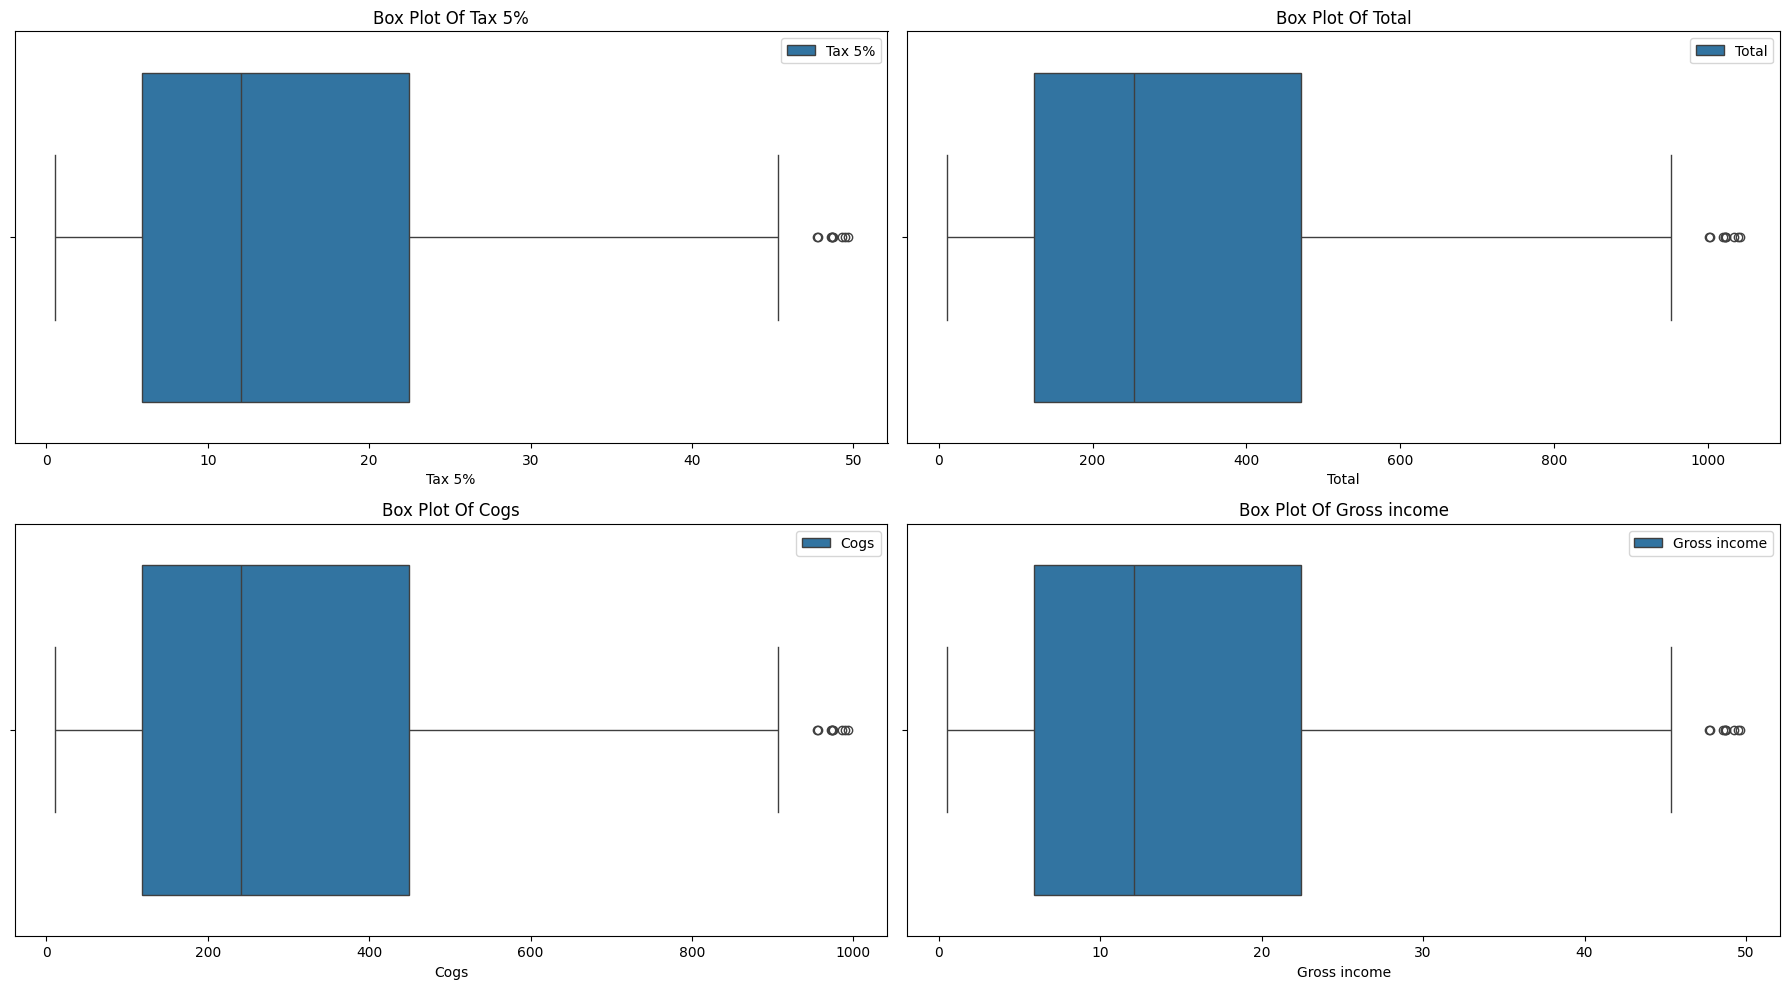 Box Plot Of Tax 5%
Tax 5%
0 10 20 30 40 50
Tax 5%
Box Plot Of Total
Total
0 200 400 600 800 1000
Total
Box Plot Of Cogs
Cogs
0 200 400 600 800 1000
Cogs
Box Plot Of Gross income
Gross income
0 10 20 30 40 50
Gross income